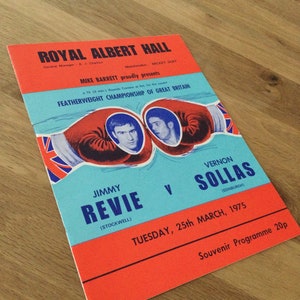 ROYAL ALBERT HALL
MIKE BARRETT proudly presents
FEATHERWEIGHT CHAMPIONSHIP OF GREAT BRITAIN
JIMMY
REVIE
(STOCKWELL)
V
VERNON
SOLLAS
(EDINBURGH)
TUESDAY, 25th MARCH, 1975
Souvenir Programme 20p